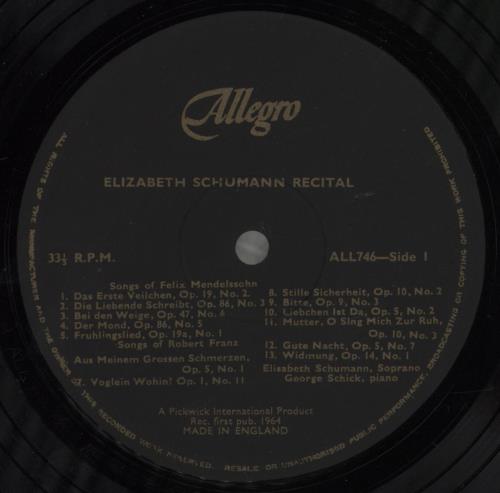 Allegro
ELIZABETH SCHUMANN RECITAL
33⅓ R.P.M.
ALL746—Side 1
Songs of Felix Mendelssohn
1. Das Erste Veilchen, Op. 19, No. 2.
2. Die Liebende Schreibt, Op. 86, No. 3
3. Bei den Weige, Op. 47, No. 6
4. Der Mond, Op. 86, No. 5
5. Fruhlingslied, Op. 19a, No. 1
Songs of Robert Franz
Aus Meinem Grossen Schmerzen,
Op. 5, No. 1
7. Voglein Wohin? Op. 1, No. 11
8. Stille Sicherheit, Op. 10, No. 2
9. Bitte, Op. 9, No. 3
10. Liebchen Ist Da, Op. 5, No. 2
11. Mutter, O Sing Mich Zur Ruh,
Op. 10, No. 3
12. Gute Nacht, Op. 5, No. 7
13. Widmung, Op. 14, No. 1
Elisabeth Schumann, Soprano
George Schick, piano
A Pickwick International Product
Rec. first pub. 1964
MADE IN ENGLAND
ALL RIGHTS OF THE MANUFACTURER AND OF THE OWNER OF THIS RECORDED WORK RESERVED. RESALE OR UNAUTHORISED PUBLIC PERFORMANCE, BROADCASTING OR COPYING OF THIS WORK PROHIBITED